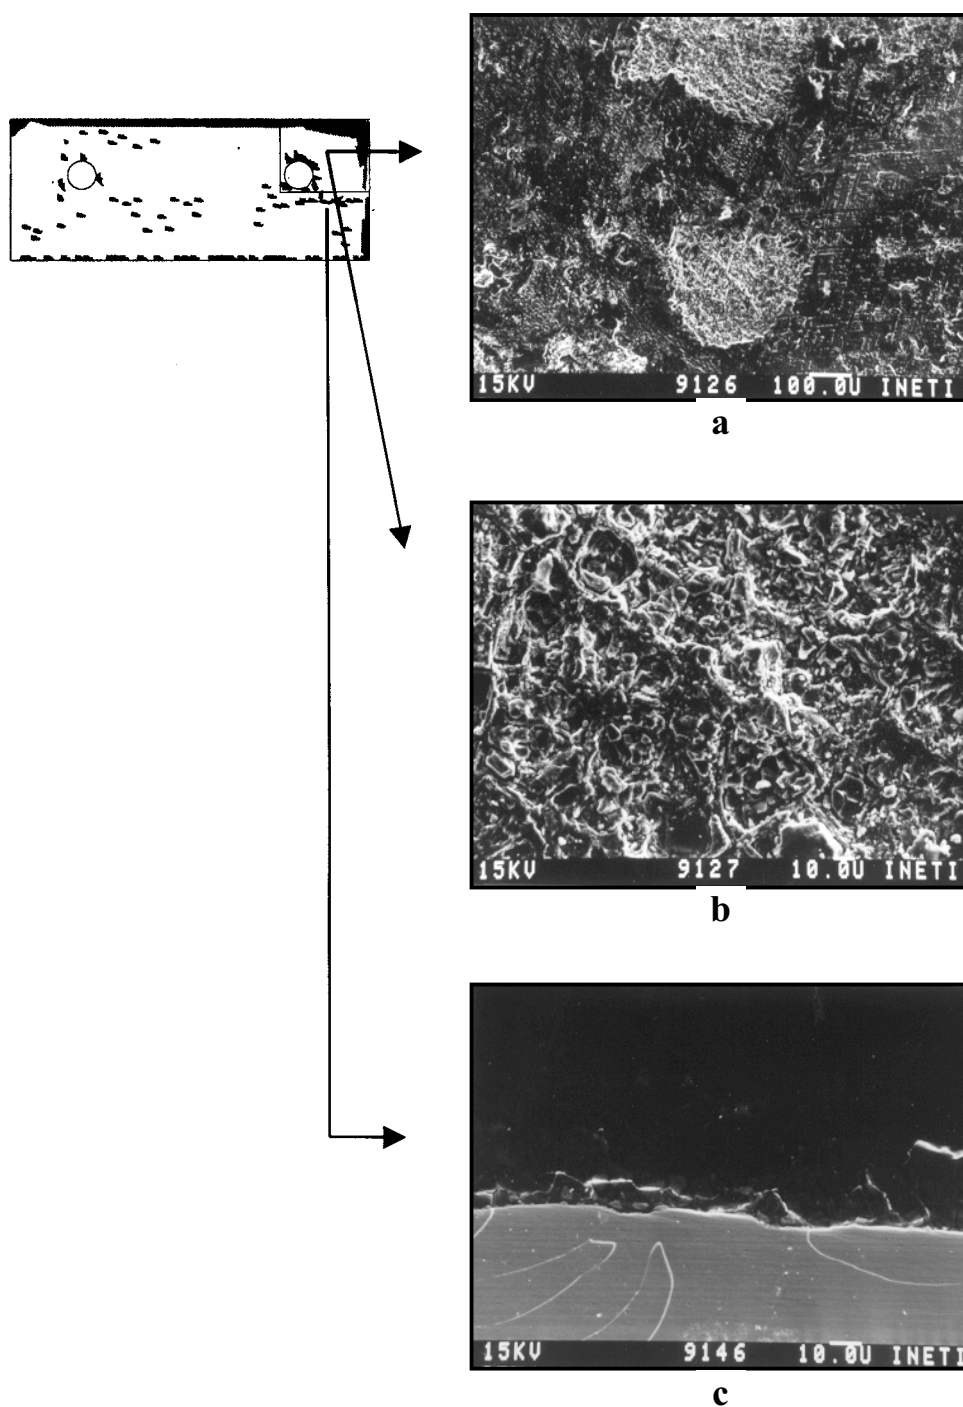 15KV 9126 100.0U INETI
a
15KV 9127 10.0U INETI
b
15KV 9146 10.0U INETI
c